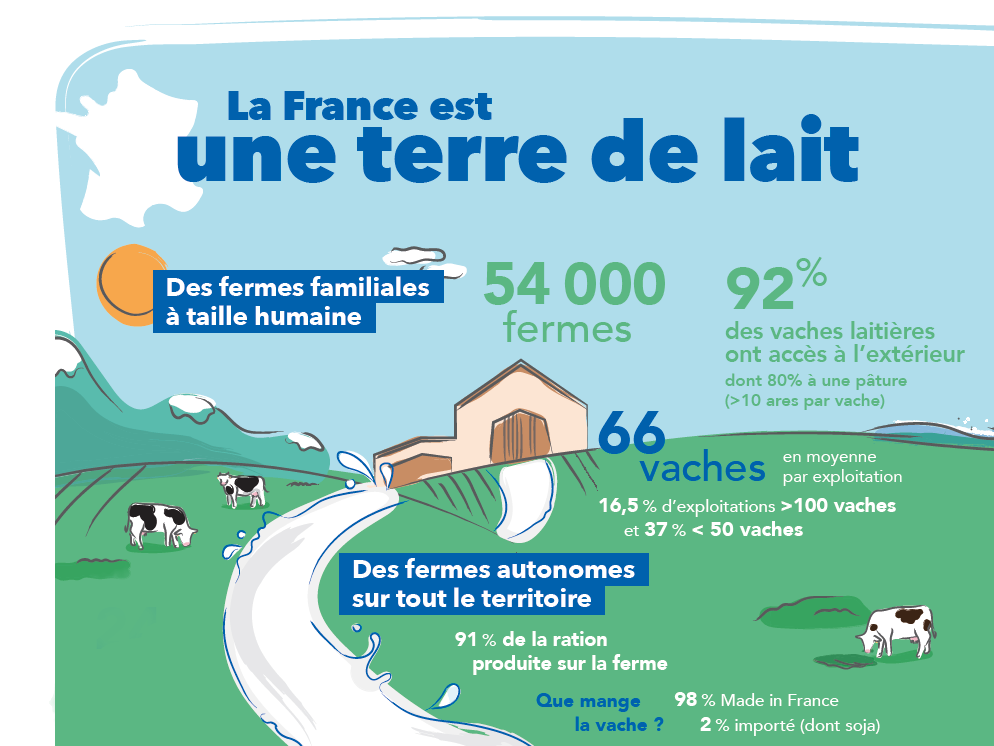 La France est
une terre de lait
Des fermes familiales
à taille humaine
54 000
fermes
92%
des vaches laitières
ont accès à l'extérieur
dont 80% à une pâture
(>10 ares par vache)
66
vaches
en moyenne
par exploitation
16,5 % d'exploitations >100 vaches
et 37 % < 50 vaches
Des fermes autonomes
sur tout le territoire
91 % de la ration
produite sur la ferme
Que mange
la vache ?
98 % Made in France
2 % importé (dont soja)